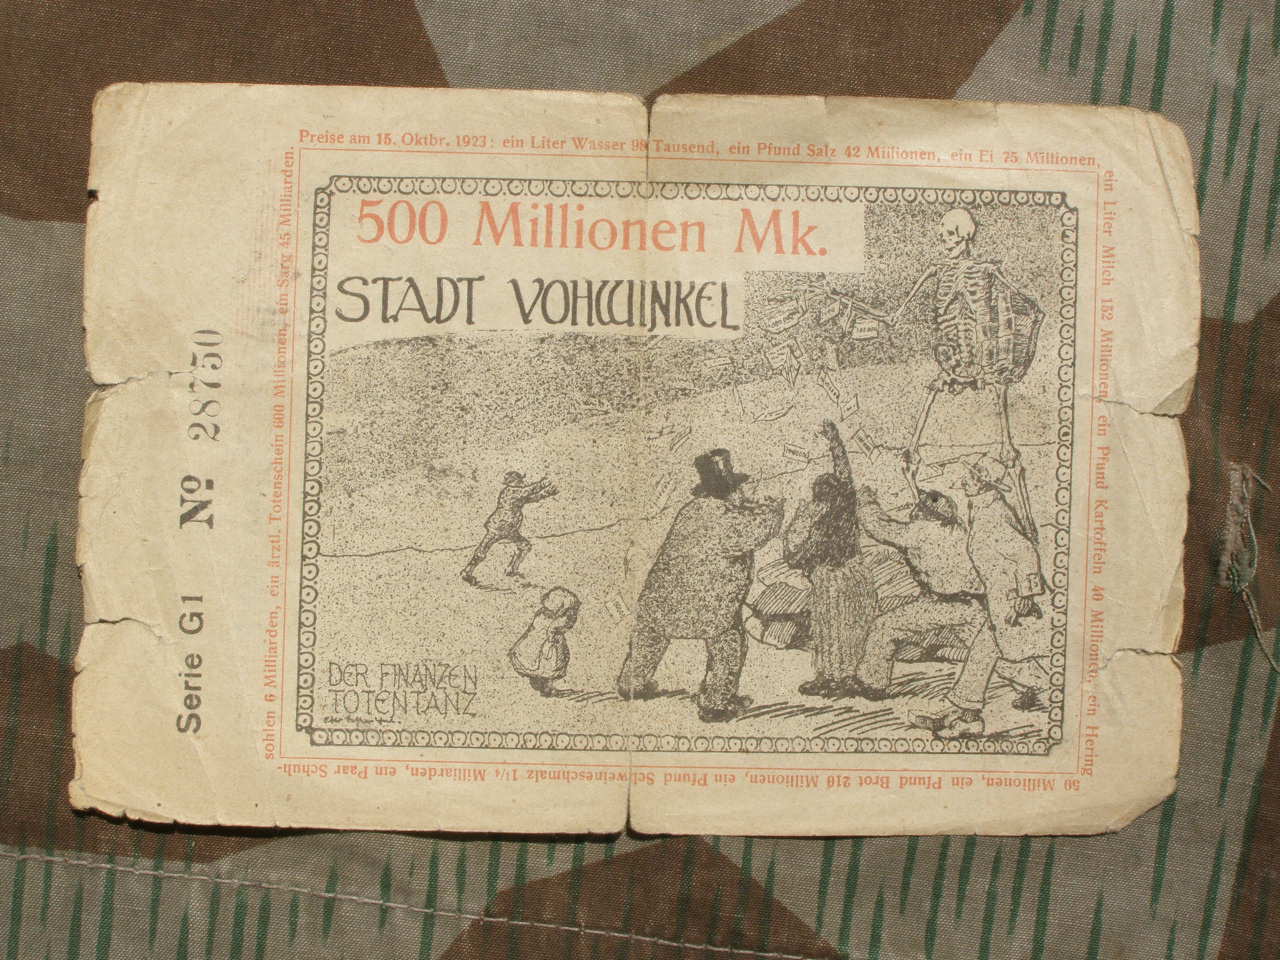 Preise am 15. Oktbr. 1923: ein Liter Wasser 98 Tausend, ein Pfund Salz 42 Millionen, ein Ei 75 Millionen,
ein Liter Milch 152 Millionen, ein Pfund Kartoffeln 40 Millionen, ein Hering
50 Millionen, ein Pfund Brot 210 Millionen, ein Pfund Schweineschmalz 1¼ Milliarden, ein Paar Schuh-
sohlen 6 Milliarden, ein ärztl. Totenschein 600 Millionen, ein Sarg 45 Milliarden.
500 Millionen Mk.
STADT VOHWINKEL
DER FINANZEN
TOTENTANZ
Serie G1 No 28750